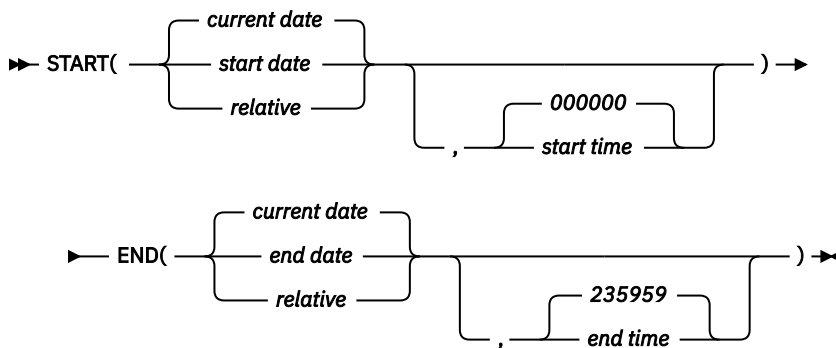 current date
START( start date )
relative
000000
, start time
current date
END( end date )
relative
235959
, end time